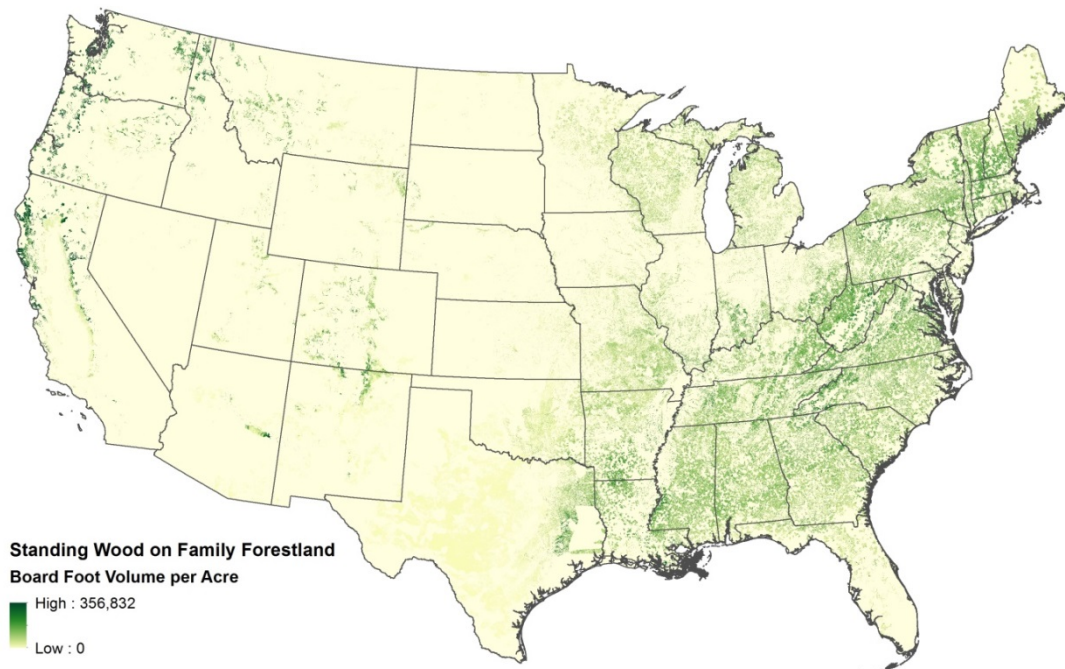 Standing Wood on Family Forestland
Board Foot Volume per Acre
High : 356,832
Low : 0